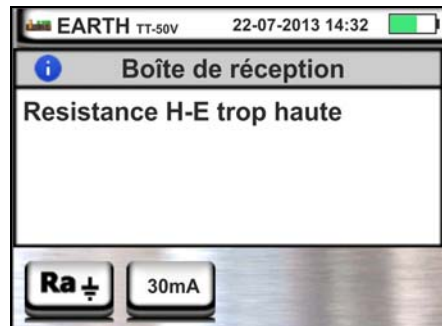 EARTH TT-50V 22-07-2013 14:32
Boîte de réception
Resistance H-E trop haute
Ra
30mA